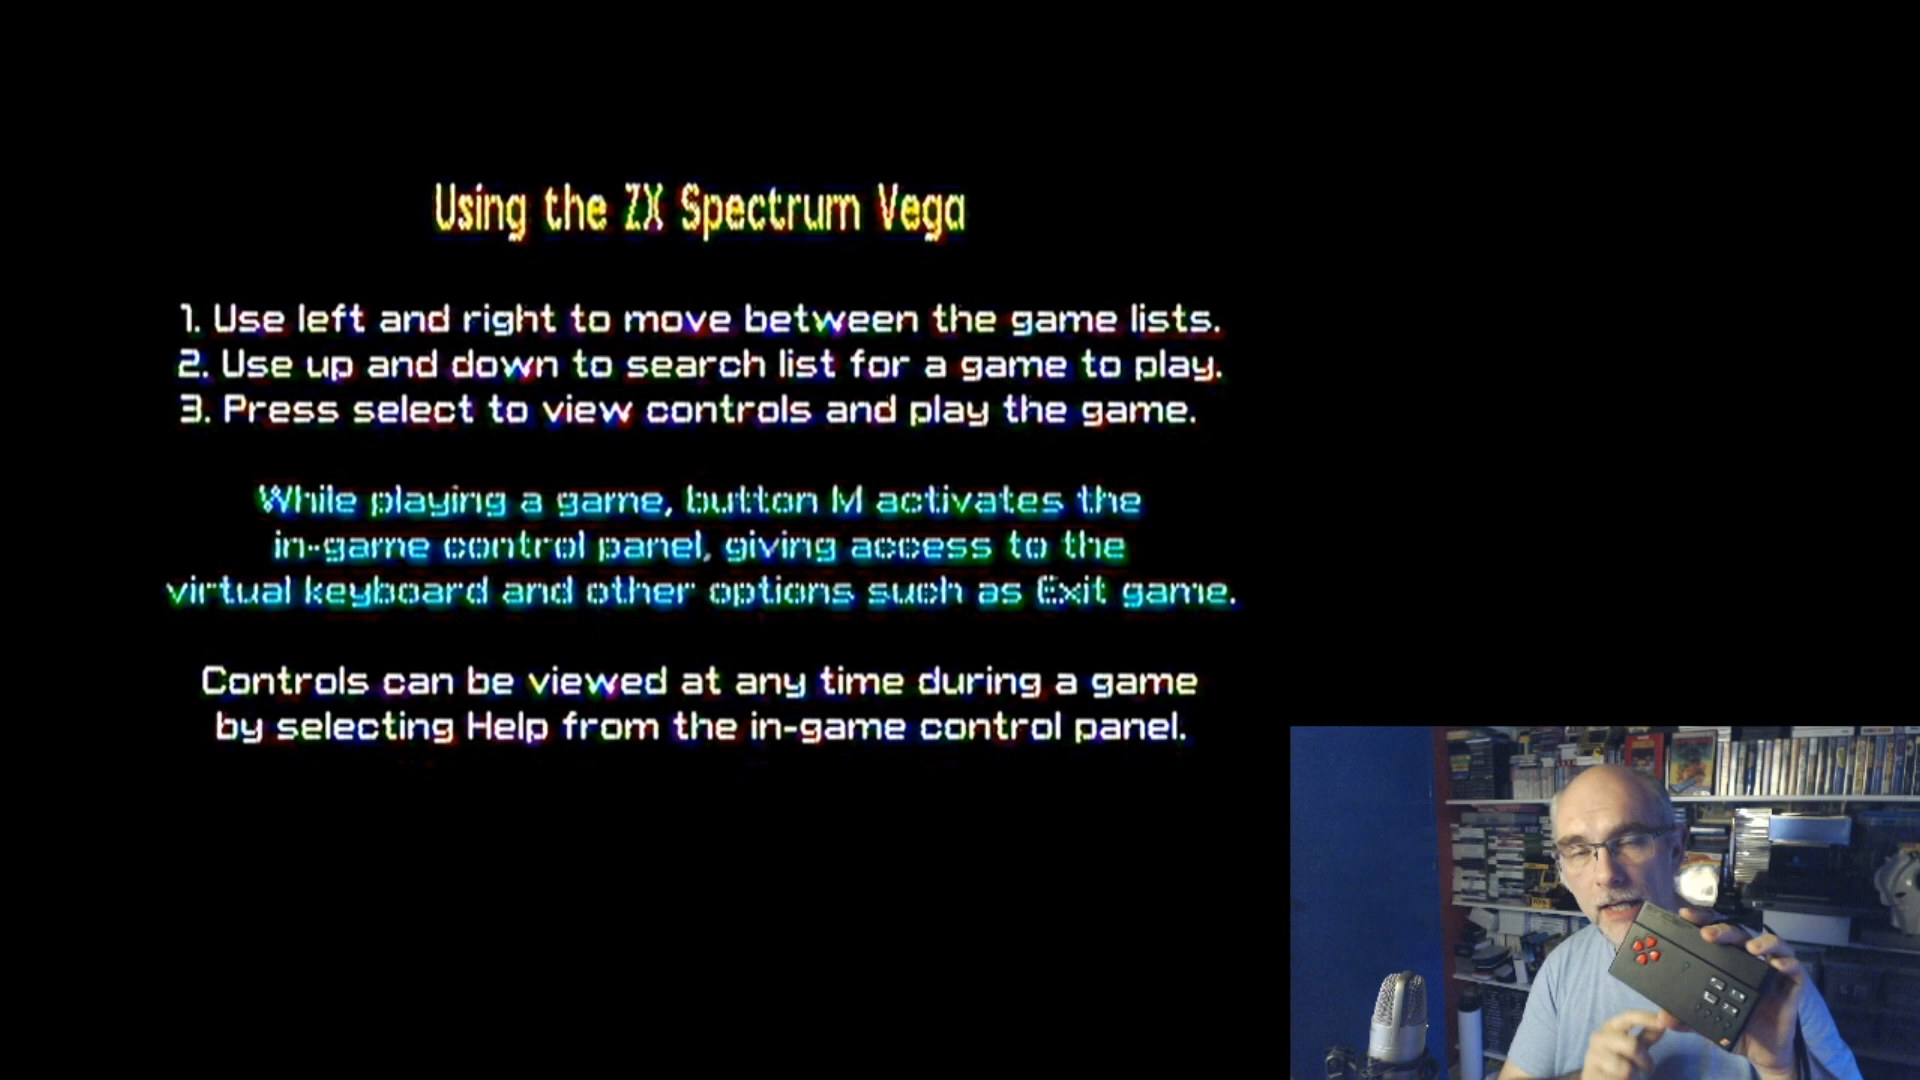 Using the ZX Spectrum Vega
1. Use left and right to move between the game lists.
2. Use up and down to search list for a game to play.
3. Press select to view controls and play the game.
While playing a game, button M activates the
in-game control panel, giving access to the
virtual keyboard and other options such as Exit game.
Controls can be viewed at any time during a game
by selecting Help from the in-game control panel.